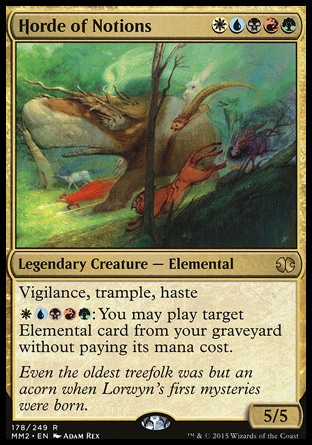 Horde of Notions
Legendary Creature — Elemental
Vigilance, trample, haste
:You may play target
Elemental card from your graveyard
without paying its mana cost.
Even the oldest treefolk was but an
acorn when Lorwyn's first mysteries
were born.
5/5
178/249 R
MM2 • EN Adam Rex
™ & © 2015 Wizards of the Coast